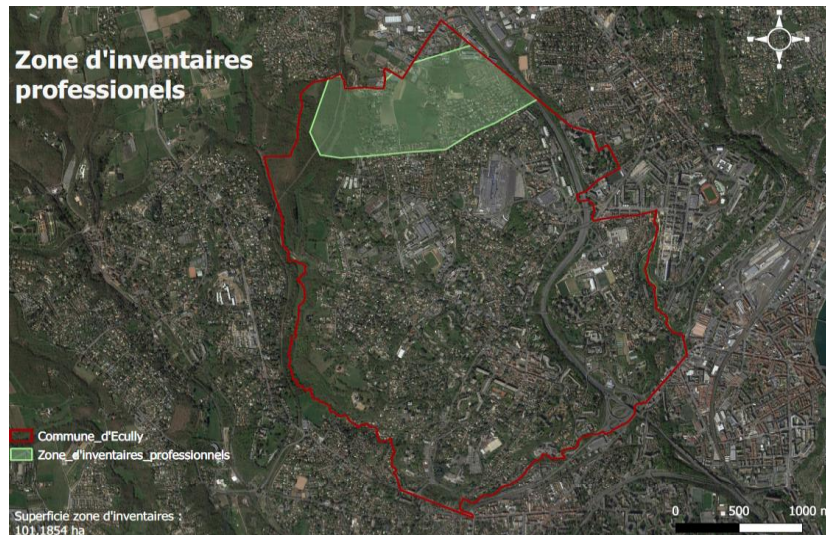 Zone d'inventaires
professionels
Commune_d'Ecully
Zone_d'inventaires_professionnels
Superficie zone d'inventaires :
101,1854 ha
0 500 1000 m